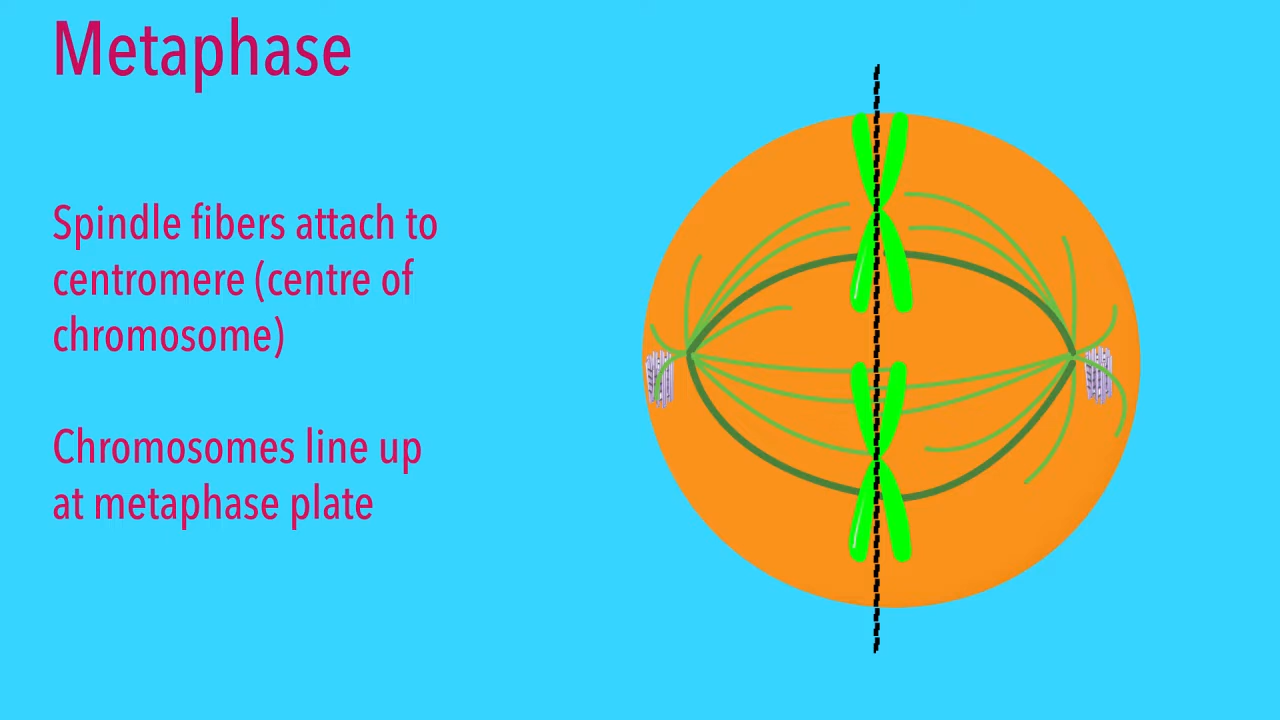 Metaphase
Spindle fibers attach to
centromere (centre of
chromosome)
Chromosomes line up
at metaphase plate